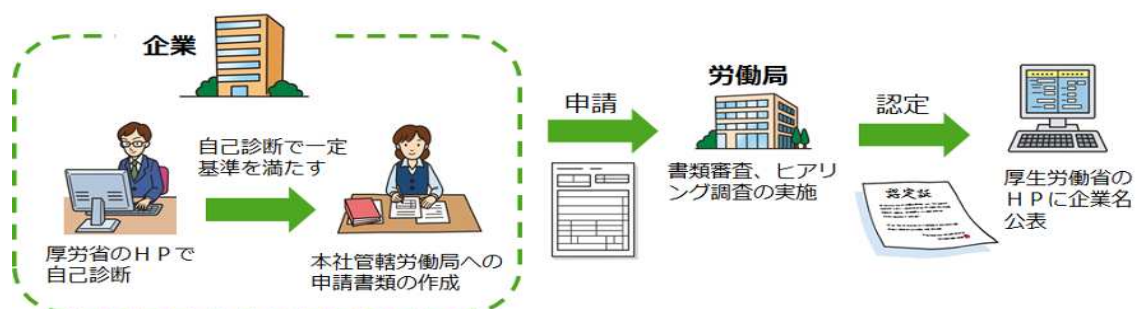 企業
自己診断で一定
基準を満たす
厚労省のＨＰで
自己診断
本社管轄労働局への
申請書類の作成
申請
労働局
書類審査、ヒアリ
ング調査の実施
認定
認定証
厚生労働省の
ＨＰに企業名
公表